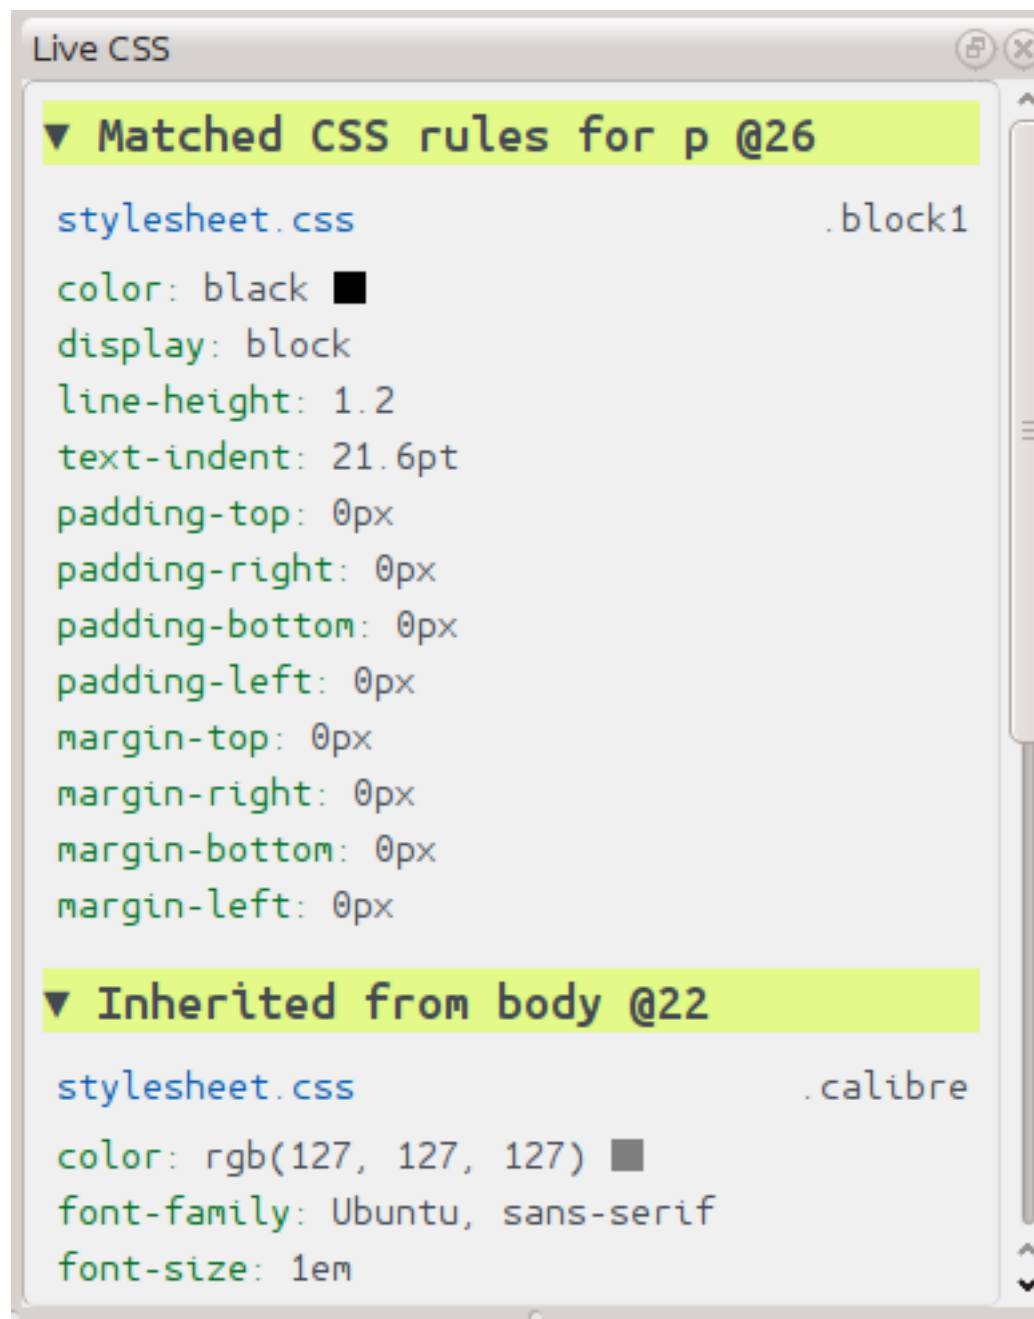 Live CSS
▼ Matched CSS rules for p @26
stylesheet.css .block1
color: black
display: block
line-height: 1.2
text-indent: 21.6pt
padding-top: 0px
padding-right: 0px
padding-bottom: 0px
padding-left: 0px
margin-top: 0px
margin-right: 0px
margin-bottom: 0px
margin-left: 0px
▼ Inherited from body @22
stylesheet.css .calibre
color: rgb(127, 127, 127)
font-family: Ubuntu, sans-serif
font-size: 1em